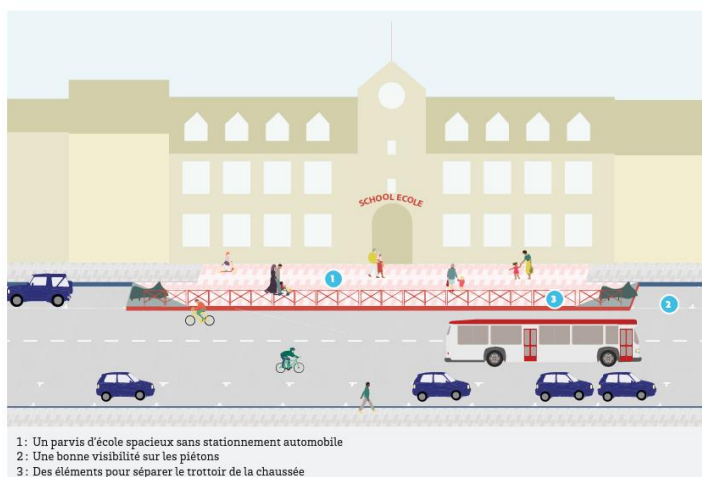 SCHOOL ECOLE
1
3
2
1: Un parvis d'école spacieux sans stationnement automobile
2: Une bonne visibilité sur les piétons
3: Des éléments pour séparer le trottoir de la chaussée